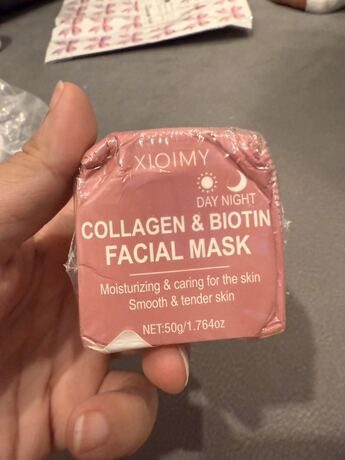 XIOIMY
DAY NIGHT
COLLAGEN & BIOTIN
FACIAL MASK
Moisturizing & caring for the skin
Smooth & tender skin
NET:50g/1.764oz